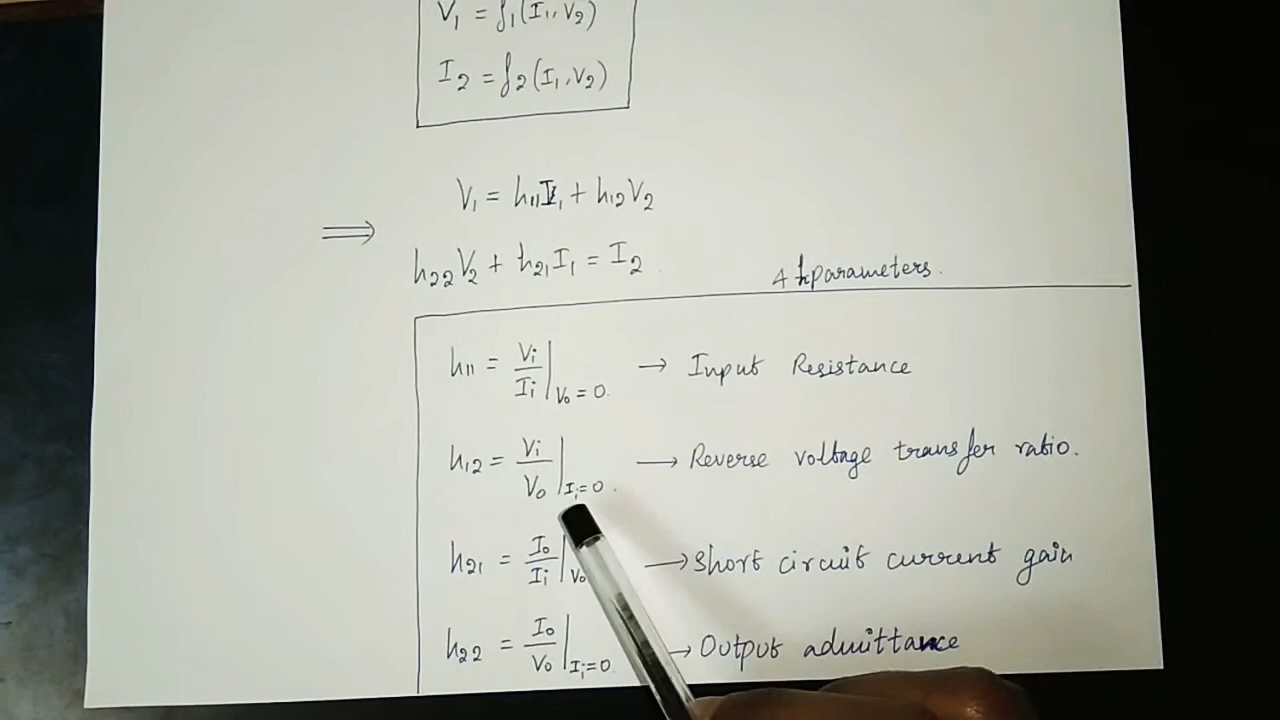 V₁ = f₁(I₁, V₂)
I₂ = f₂(I₁, V₂)
V₁ = h₁₁I₁ + h₁₂V₂
⟹
h₂₂V₂ + h₂₁I₁ = I₂
4 h parameters.
h₁₁ = Vi/Ii |V₀ = 0. → Input Resistance
h₁₂ = Vi/V₀ |Ii = 0. → Reverse voltage transfer ratio.
h₂₁ = I₀/Ii |V₀ → Short circuit current gain
h₂₂ = I₀/V₀ |Ii = 0 → Output admittance